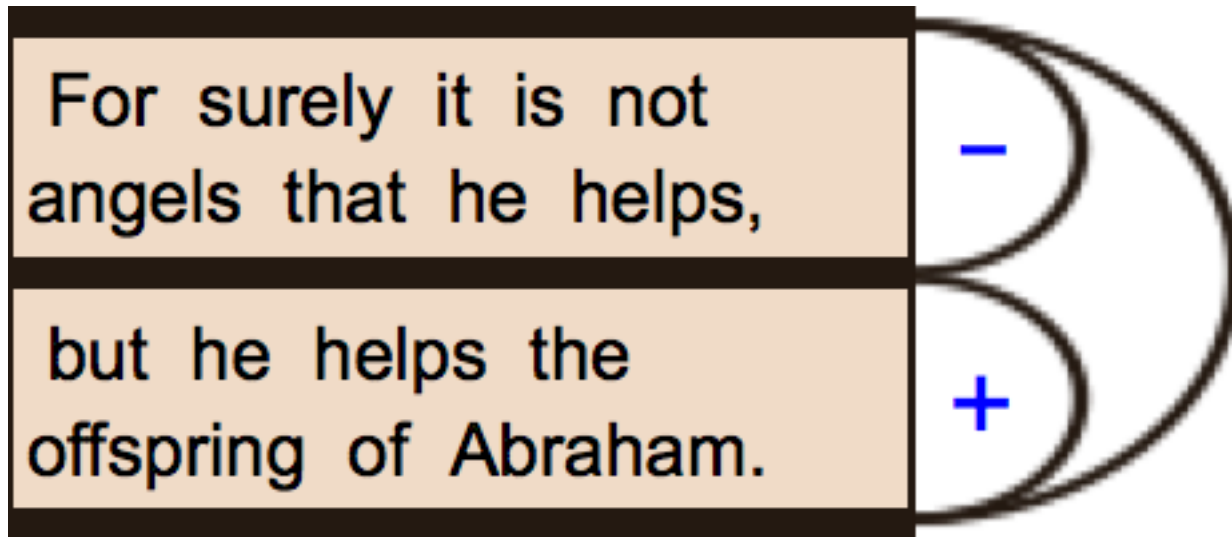 For surely it is not
angels that he helps,
–
but he helps the
offspring of Abraham.
+